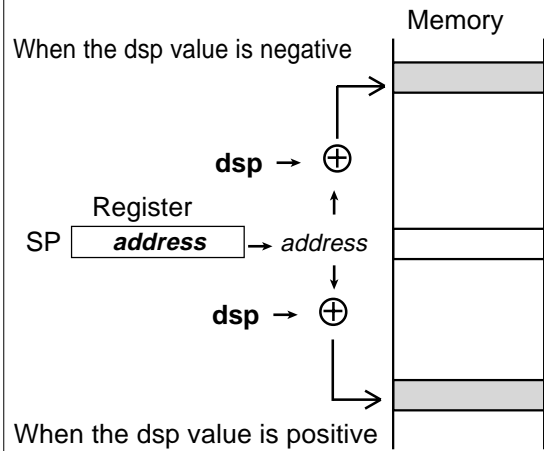 Memory
When the dsp value is negative
dsp
Register
SP address address
dsp
When the dsp value is positive